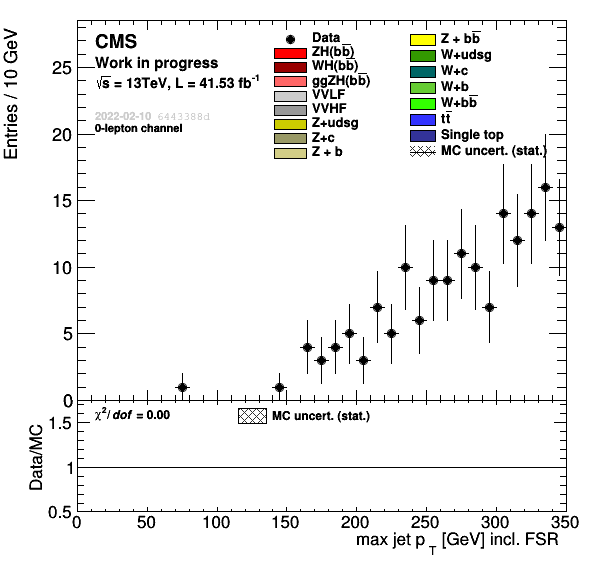 CMS
Work in progress
√s = 13TeV, L = 41.53 fb⁻¹
2022-02-10 6443388d
0-lepton channel
Data
ZH(bb̅)
WH(bb̅)
ggZH(bb̅)
VVLF
VVHF
Z+udsg
Z+c
Z + b
Z + bb̅
W+udsg
W+c
W+b
W+bb̅
tt̅
Single top
MC uncert. (stat.)
Entries / 10 GeV
25
20
15
10
5
0
χ²/dof = 0.00
MC uncert. (stat.)
Data/MC
1.5
1
0.5
0 50 100 150 200 250 300 350
max jet p_T [GeV] incl. FSR